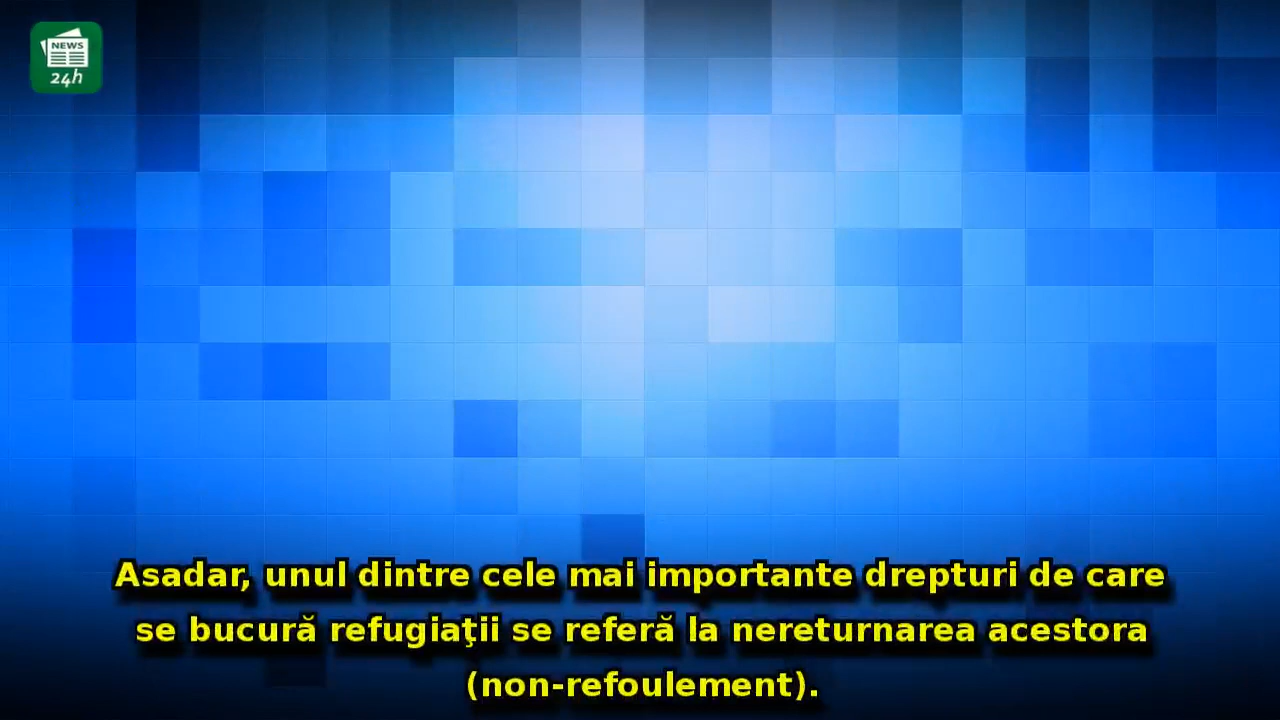 NEWS
24h
Asadar, unul dintre cele mai importante drepturi de care
se bucură refugiaţii se referă la nereturnarea acestora
(non-refoulement).